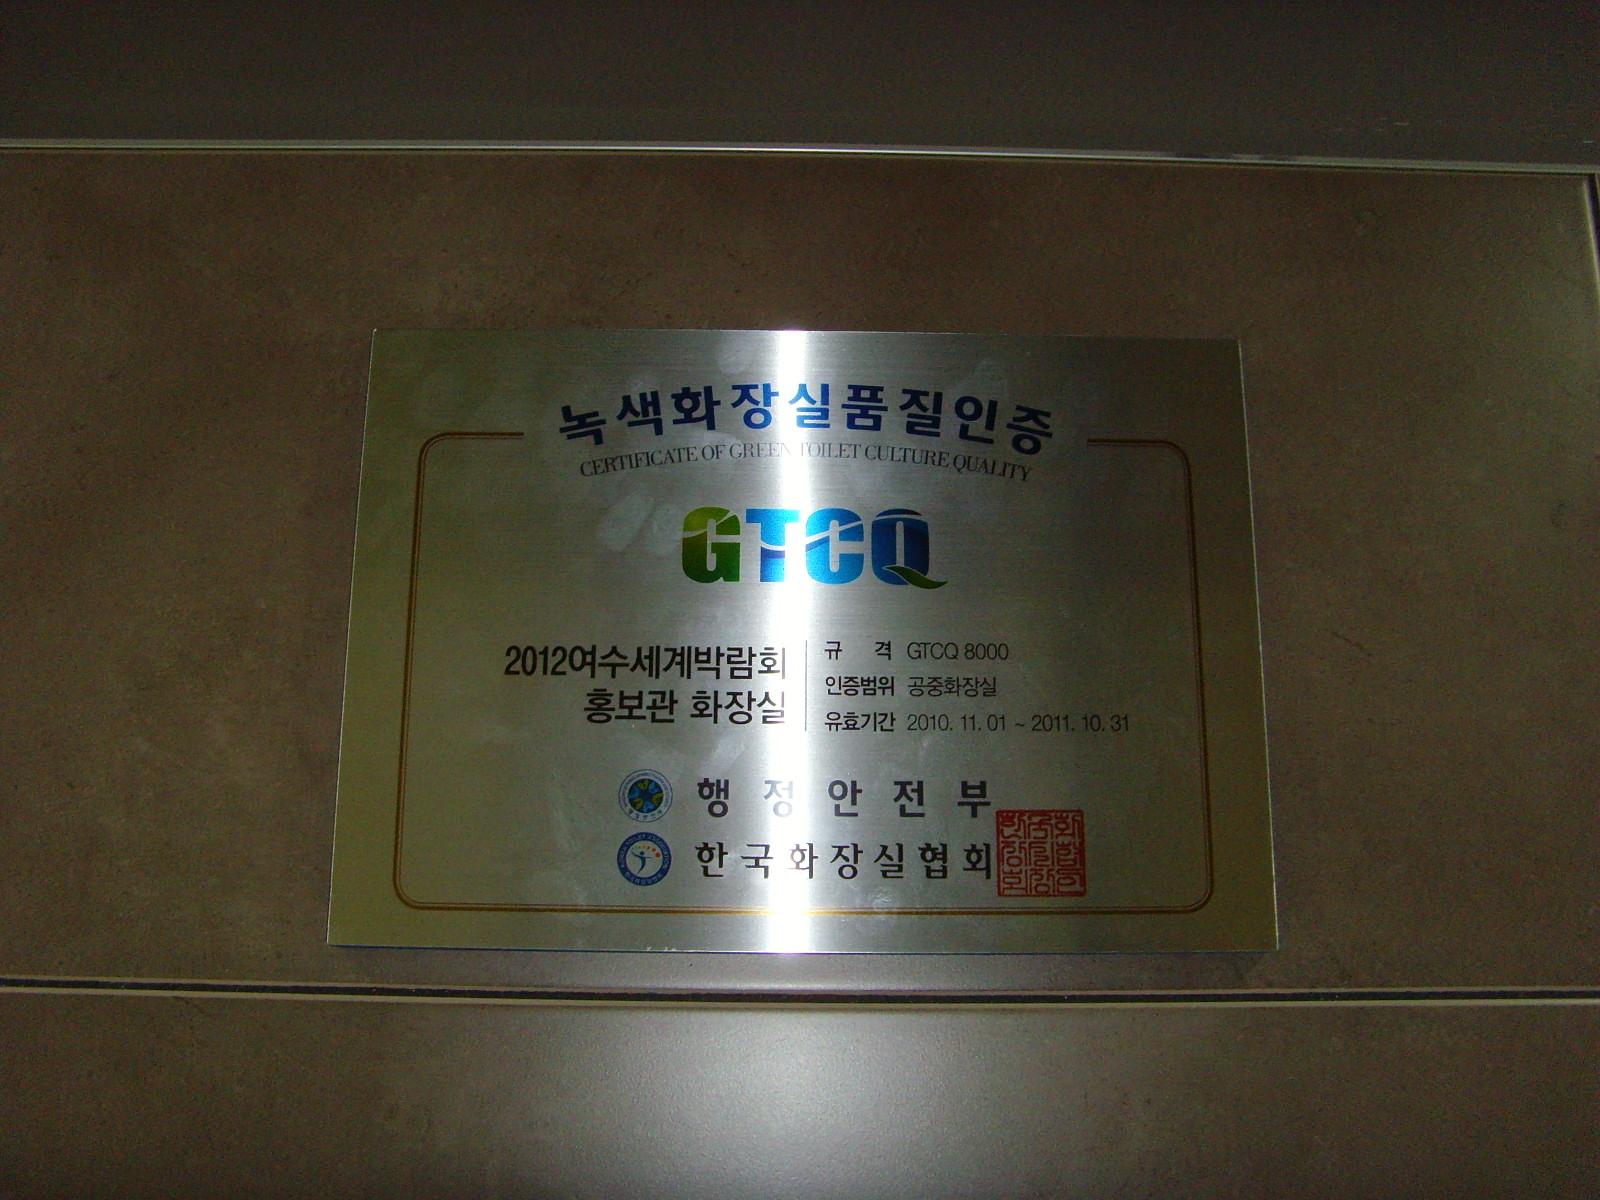 녹색화장실품질인증
CERTIFICATE OF GREEN TOILET CULTURE QUALITY
GTCQ
2012여수세계박람회
홍보관 화장실
규 격 GTCQ 8000
인증범위 공중화장실
유효기간 2010. 11. 01 ~ 2011. 10. 31
행정안전부
한국화장실협회